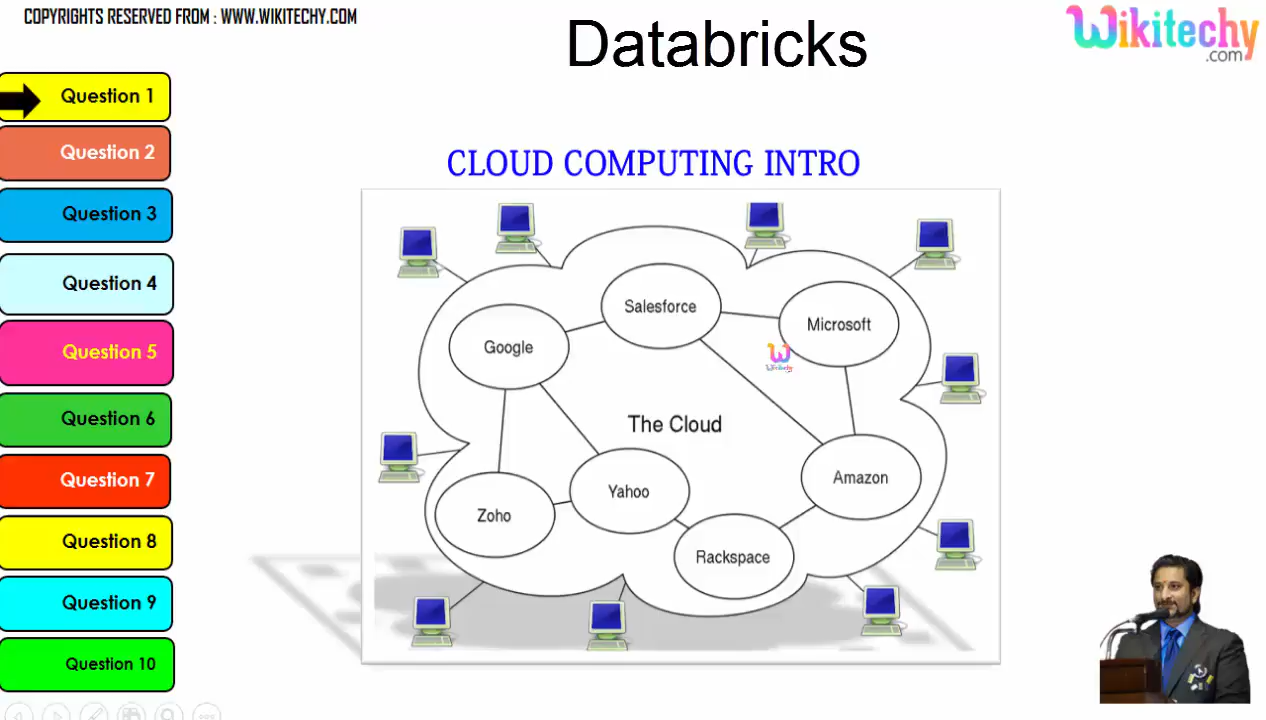 COPYRIGHTS RESERVED FROM : WWW.WIKITECHY.COM
Databricks
Wikitechy
.com
Question 1
Question 2
Question 3
Question 4
Question 5
Question 6
Question 7
Question 8
Question 9
Question 10
CLOUD COMPUTING INTRO
Salesforce
Microsoft
Google
Wikitechy
The Cloud
Yahoo
Amazon
Zoho
Rackspace